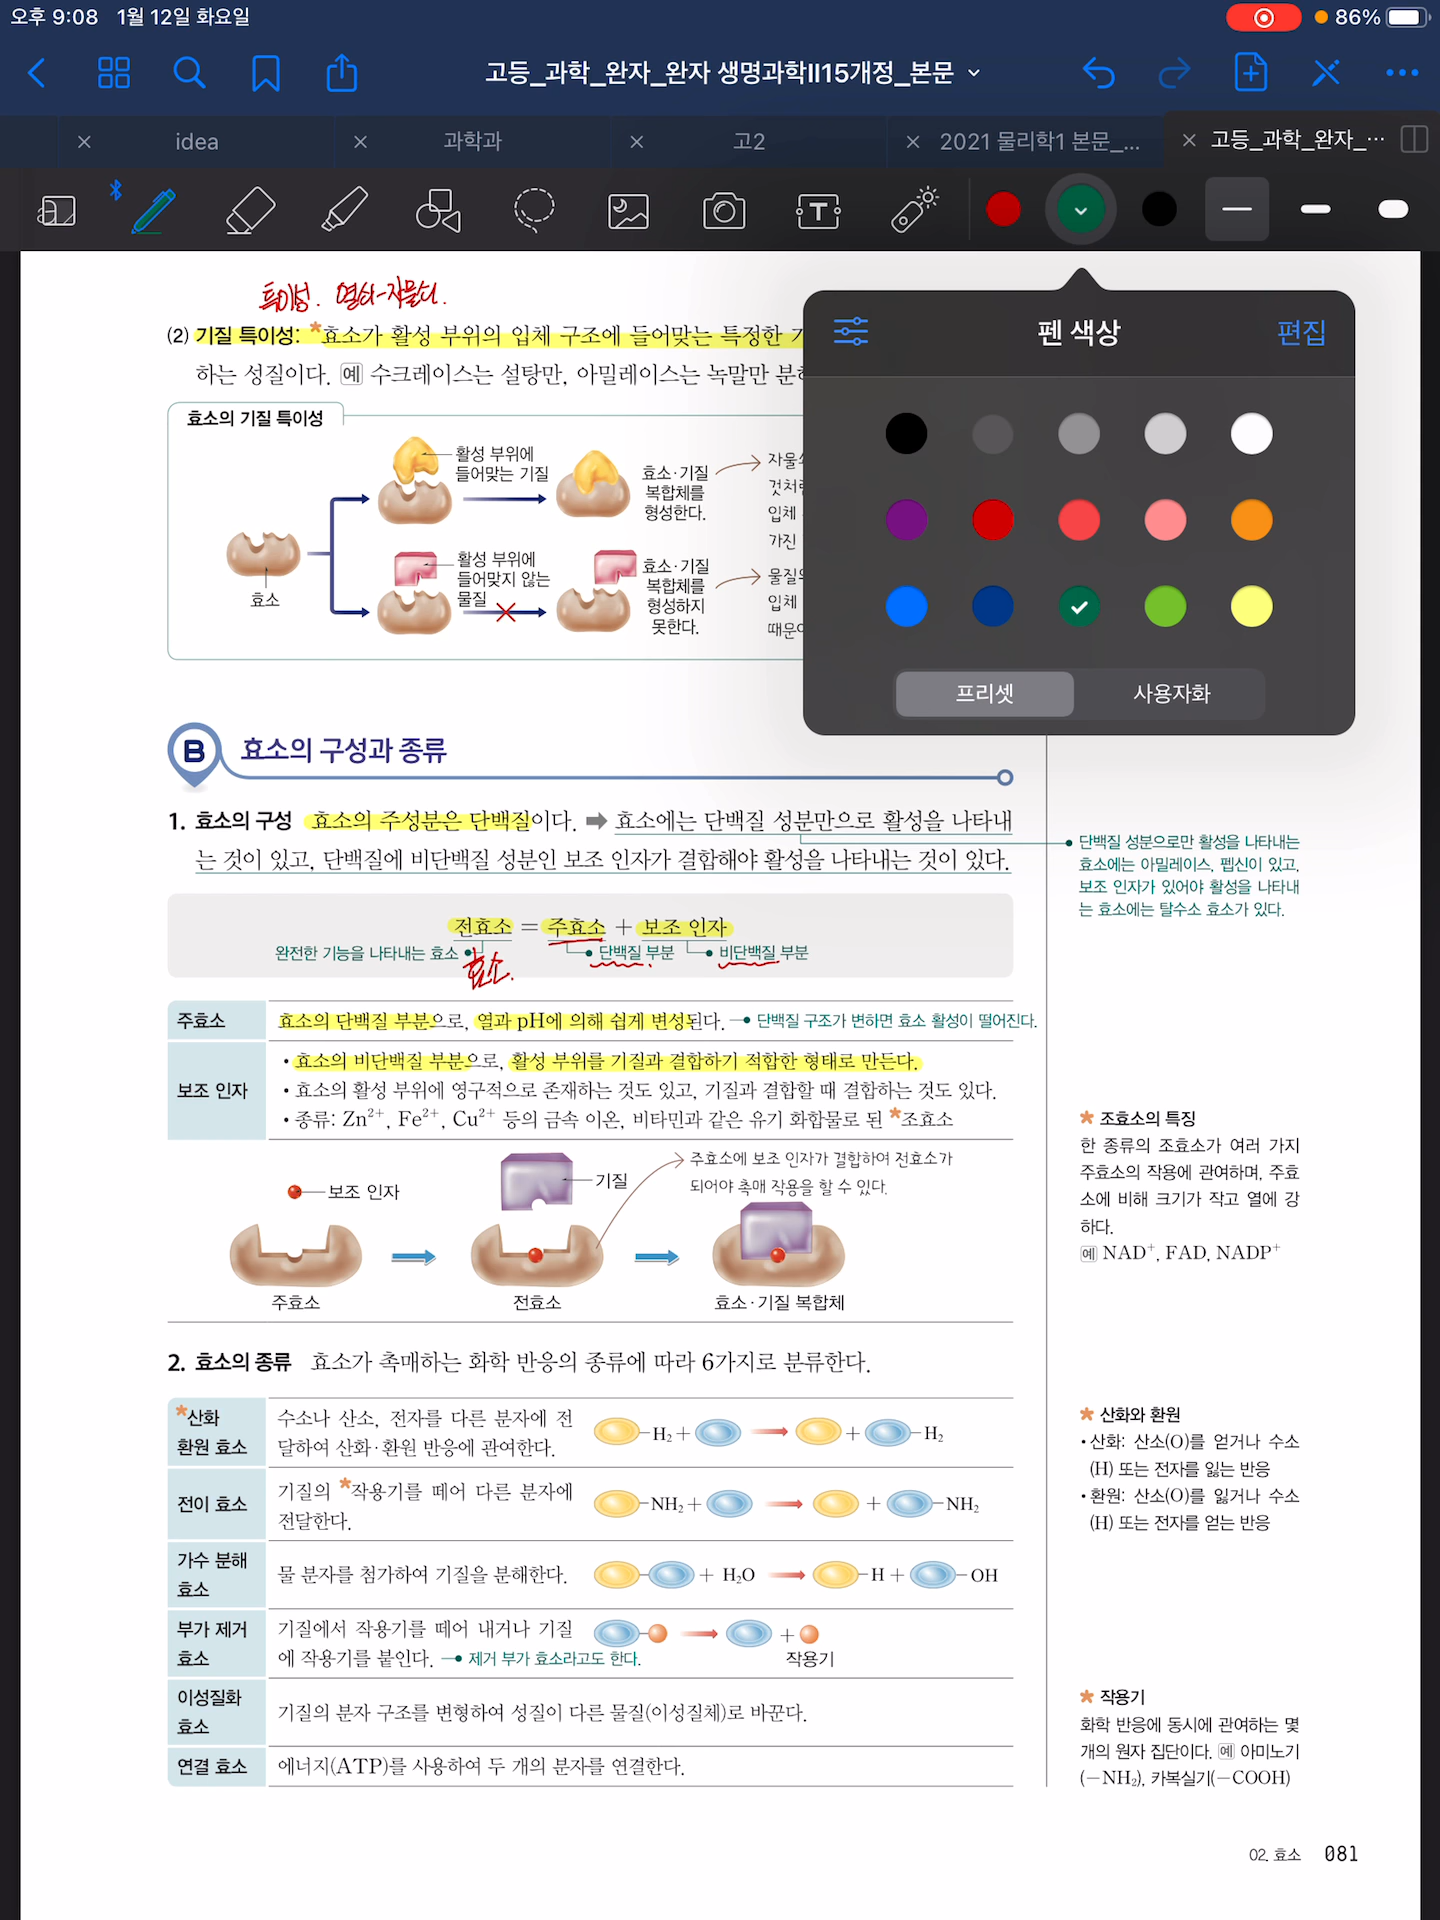 오후 9:08 1월 12일 화요일
86%
고등_과학_완자_완자 생명과학II15개정_본문
idea
과학과
고2
2021 물리학1 본문_...
고등_과학_완자_...
특이성. 열쇠-자물쇠.
(2) 기질 특이성: *효소가 활성 부위의 입체 구조에 들어맞는 특정한
하는 성질이다. 예 수크레이스는 설탕만, 아밀레이스는 녹말만
효소의 기질 특이성
활성 부위에
들어맞는 기질
효소·기질
복합체를
형성한다.
것처럼
입체
가진
효소
활성 부위에
들어맞지 않는
물질
효소·기질
복합체를
형성하지
못한다.
입체
펜 색상
편집
프리셋
사용자화
B 효소의 구성과 종류
1. 효소의 구성 효소의 주성분은 단백질이다. ➡ 효소에는 단백질 성분만으로 활성을 나타내
는 것이 있고, 단백질에 비단백질 성분인 보조 인자가 결합해야 활성을 나타내는 것이 있다.
단백질 성분으로만 활성을 나타내는
효소에는 아밀레이스, 펩신이 있고,
보조 인자가 있어야 활성을 나타내
는 효소에는 탈수소 효소가 있다.
전효소 = 주효소 + 보조 인자
완전한 기능을 나타내는 효소
단백질 부분
비단백질 부분
효소.
주효소
효소의 단백질 부분으로, 열과 pH에 의해 쉽게 변성된다.
단백질 구조가 변하면 효소 활성이 떨어진다.
보조 인자
• 효소의 비단백질 부분으로, 활성 부위를 기질과 결합하기 적합한 형태로 만든다.
• 효소의 활성 부위에 영구적으로 존재하는 것도 있고, 기질과 결합할 때 결합하는 것도 있다.
• 종류: Zn²⁺, Fe²⁺, Cu²⁺ 등의 금속 이온, 비타민과 같은 유기 화합물로 된 *조효소
보조 인자
기질
주효소에 보조 인자가 결합하여 전효소가
되어야 촉매 작용을 할 수 있다.
주효소
전효소
효소·기질 복합체
* 조효소의 특징
한 종류의 조효소가 여러 가지
주효소의 작용에 관여하며, 주효
소에 비해 크기가 작고 열에 강
하다.
예 NAD⁺, FAD, NADP⁺
2. 효소의 종류 효소가 촉매하는 화학 반응의 종류에 따라 6가지로 분류한다.
*산화
환원 효소
수소나 산소, 전자를 다른 분자에 전
달하여 산화·환원 반응에 관여한다.
H₂ + + H₂
전이 효소
기질의 *작용기를 떼어 다른 분자에
전달한다.
NH₂ + + NH₂
가수 분해
효소
물 분자를 첨가하여 기질을 분해한다.
+ H₂O H + OH
부가 제거
효소
기질에서 작용기를 떼어 내거나 기질
에 작용기를 붙인다.
제거 부가 효소라고도 한다.
+
작용기
이성질화
효소
기질의 분자 구조를 변형하여 성질이 다른 물질(이성질체)로 바꾼다.
연결 효소
에너지(ATP)를 사용하여 두 개의 분자를 연결한다.
* 산화와 환원
• 산화: 산소(O)를 얻거나 수소
(H) 또는 전자를 잃는 반응
• 환원: 산소(O)를 잃거나 수소
(H) 또는 전자를 얻는 반응
* 작용기
화학 반응에 동시에 관여하는 몇
개의 원자 집단이다. 예 아미노기
(−NH₂), 카복실기(−COOH)
02. 효소 081